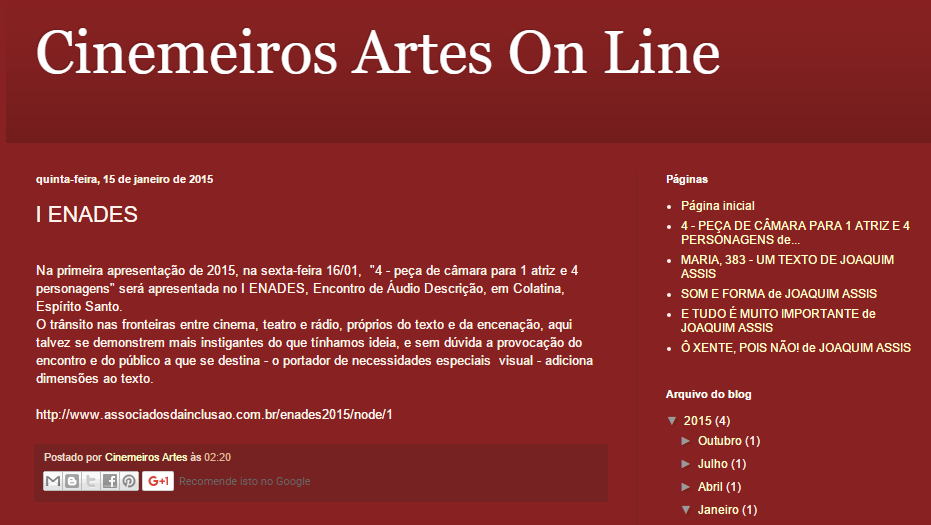 Cinemeiros Artes On Line
quinta-feira, 15 de janeiro de 2015
I ENADES
Na primeira apresentação de 2015, na sexta-feira 16/01,  "4 - peça de câmara para 1 atriz e 4
personagens" será apresentada no I ENADES, Encontro de Áudio Descrição, em Colatina,
Espírito Santo.
O trânsito nas fronteiras entre cinema, teatro e rádio, próprios do texto e da encenação, aqui
talvez se demonstrem mais instigantes do que tínhamos ideia, e sem dúvida a provocação do
encontro e do público a que se destina - o portador de necessidades especiais  visual - adiciona
dimensões ao texto.
http://www.associadosdainclusao.com.br/enades2015/node/1
Postado por Cinemeiros Artes às 02:20
G+1 Recomende isto no Google
Páginas
Página inicial
4 - PEÇA DE CÂMARA PARA 1 ATRIZ E 4
PERSONAGENS de...
MARIA, 383 - UM TEXTO DE JOAQUIM
ASSIS
SOM E FORMA de JOAQUIM ASSIS
E TUDO É MUITO IMPORTANTE de
JOAQUIM ASSIS
Ô XENTE, POIS NÃO! de JOAQUIM ASSIS
Arquivo do blog
▼ 2015 (4)
► Outubro (1)
► Julho (1)
► Abril (1)
▼ Janeiro (1)